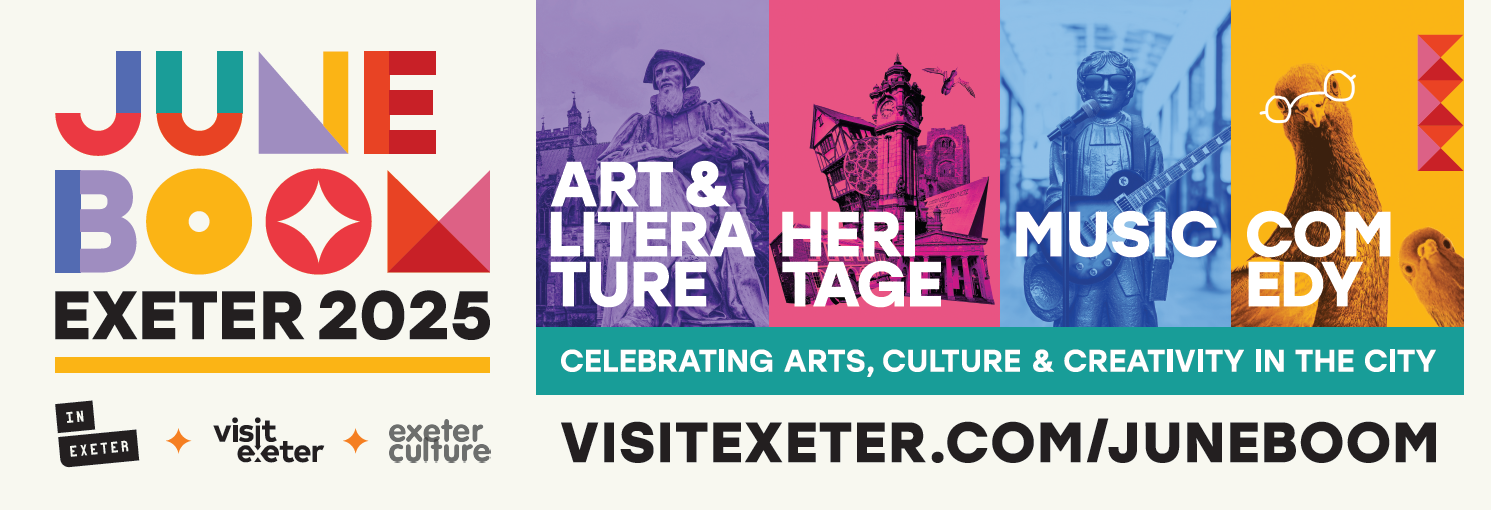 JUNE
BOOM
EXETER 2025
IN
EXETER
visit
exeter
exeter
culture
ART &
LITERA
TURE
HERI
TAGE
MUSIC
COM
EDY
CELEBRATING ARTS, CULTURE & CREATIVITY IN THE CITY
VISITEXETER.COM/JUNEBOOM